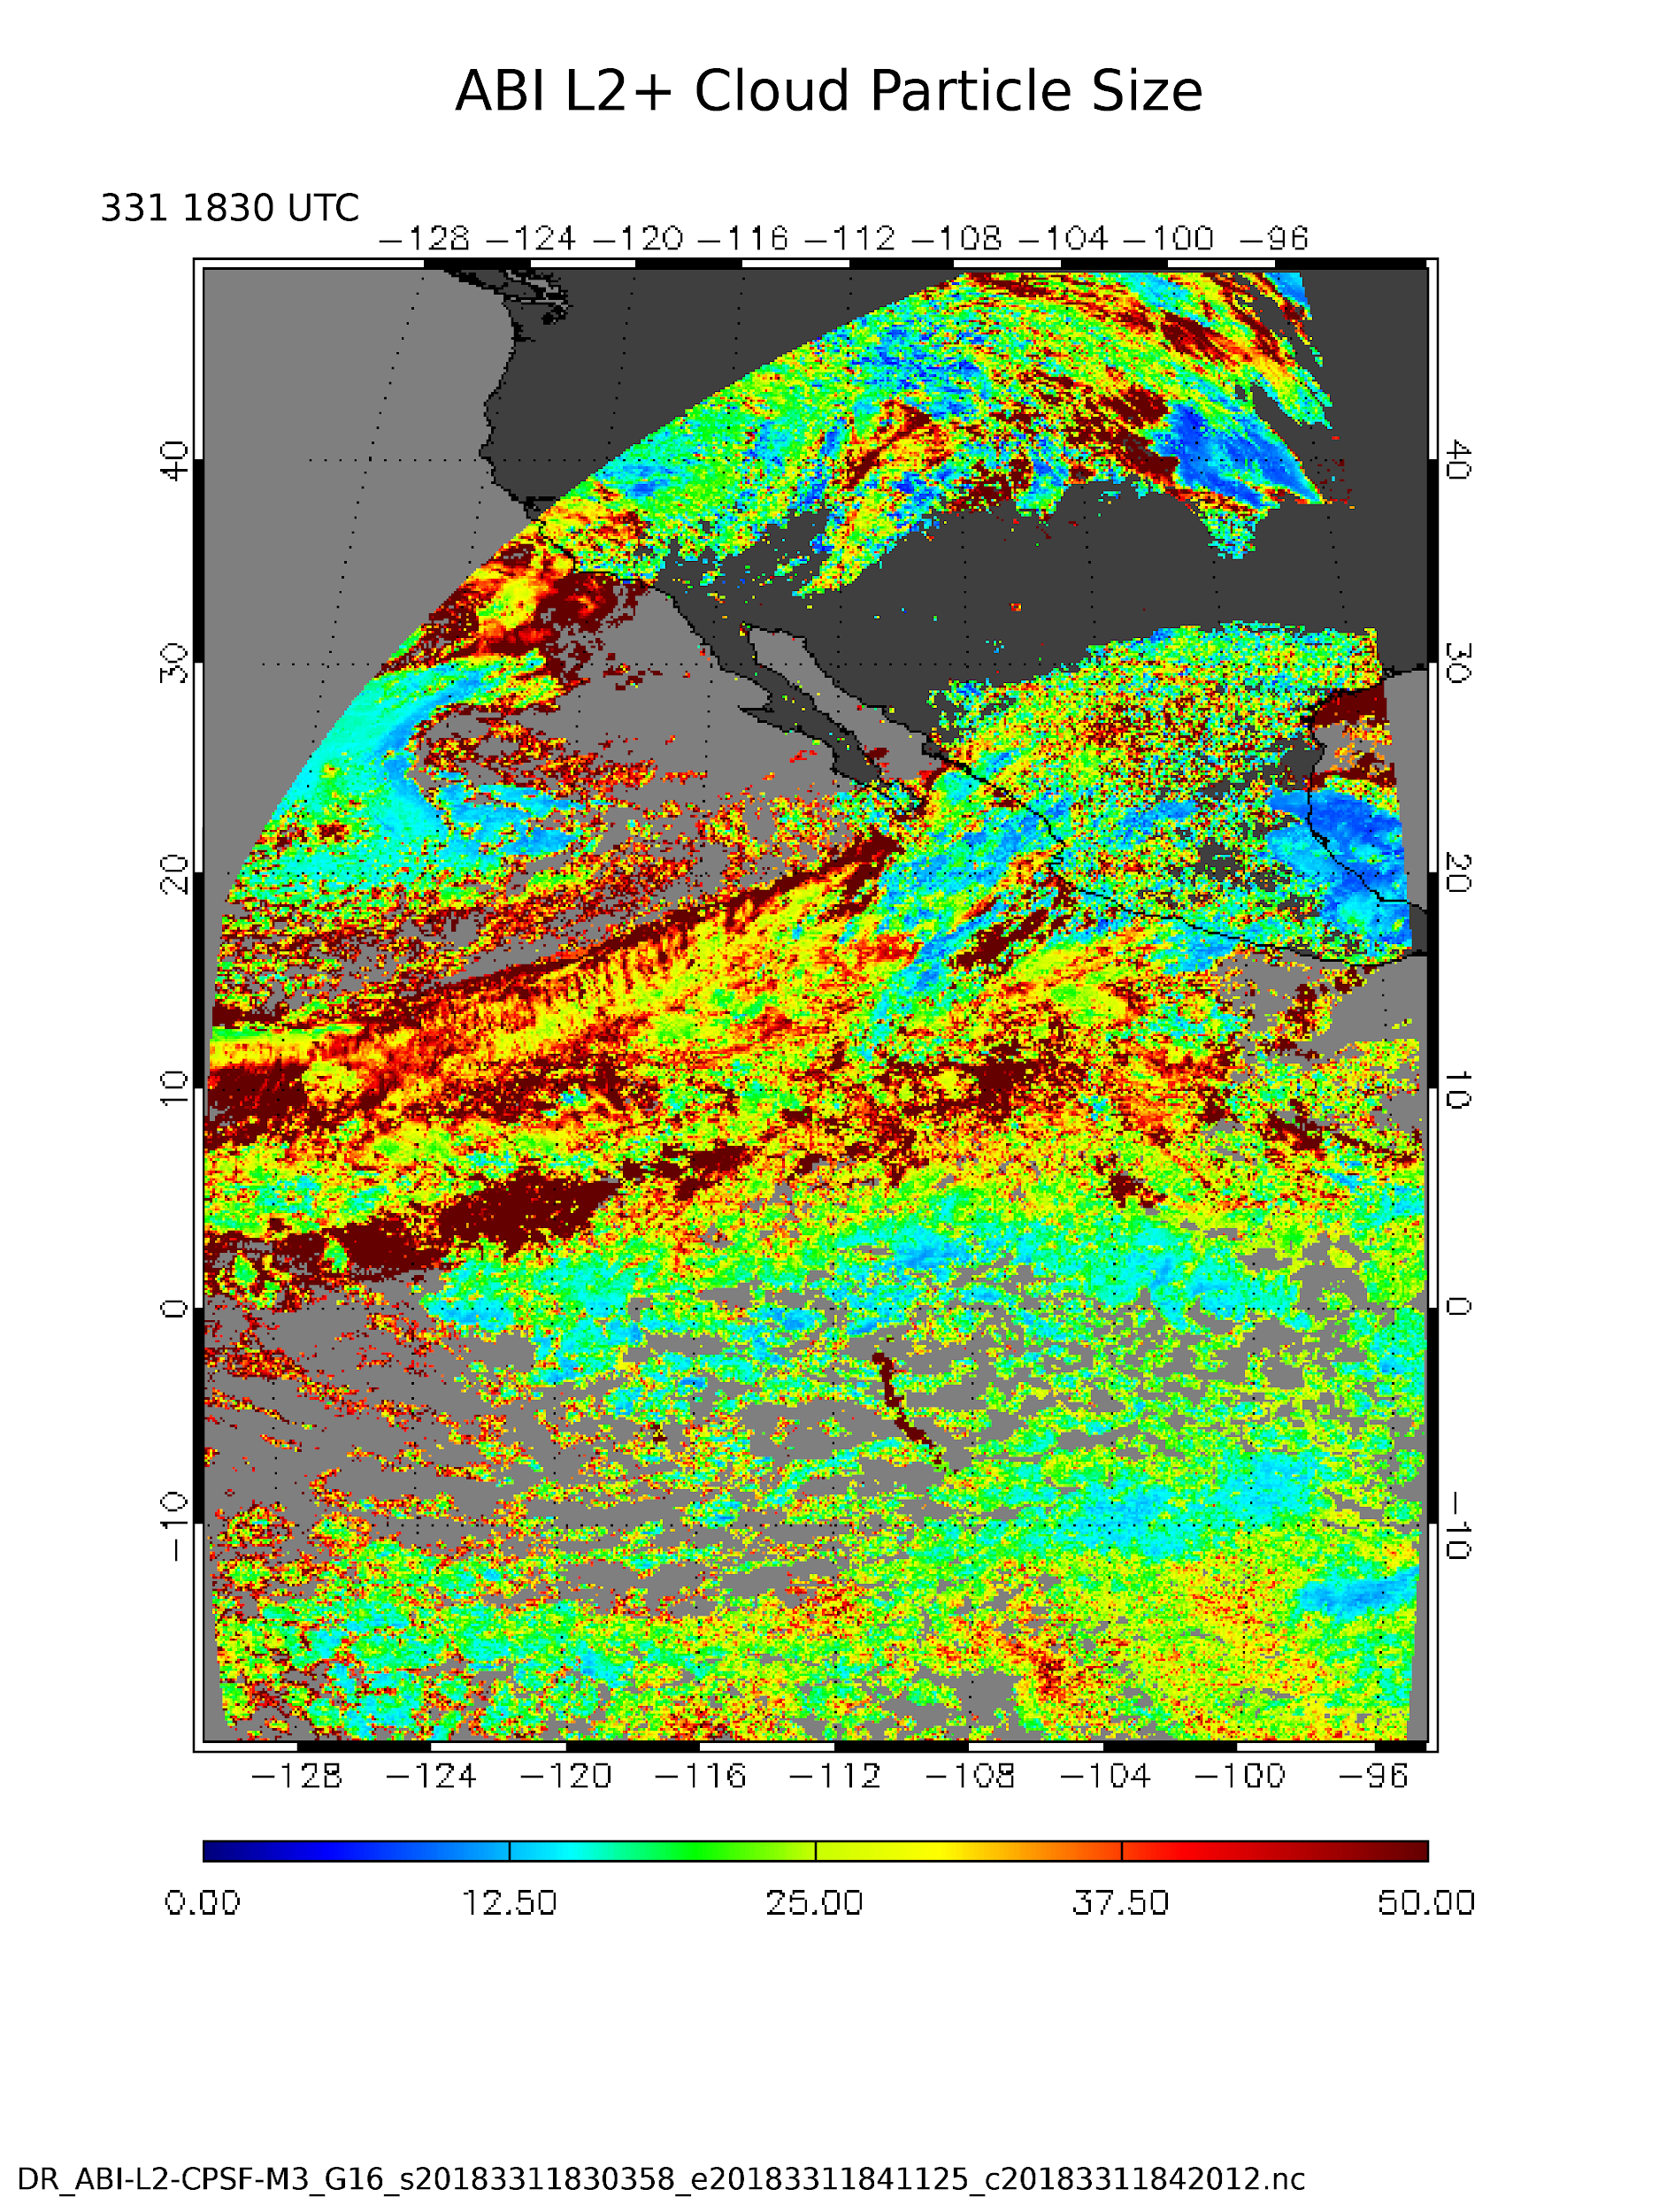 ABI L2+ Cloud Particle Size
331 1830 UTC
−128 −124 −120 −116 −112 −108 −104 −100 −96
40 40
30 30
20 20
10 10
0 0
−10 −10
−128 −124 −120 −116 −112 −108 −104 −100 −96
0.00 12.50 25.00 37.50 50.00
DR_ABI-L2-CPSF-M3_G16_s20183311830358_e20183311841125_c20183311842012.nc